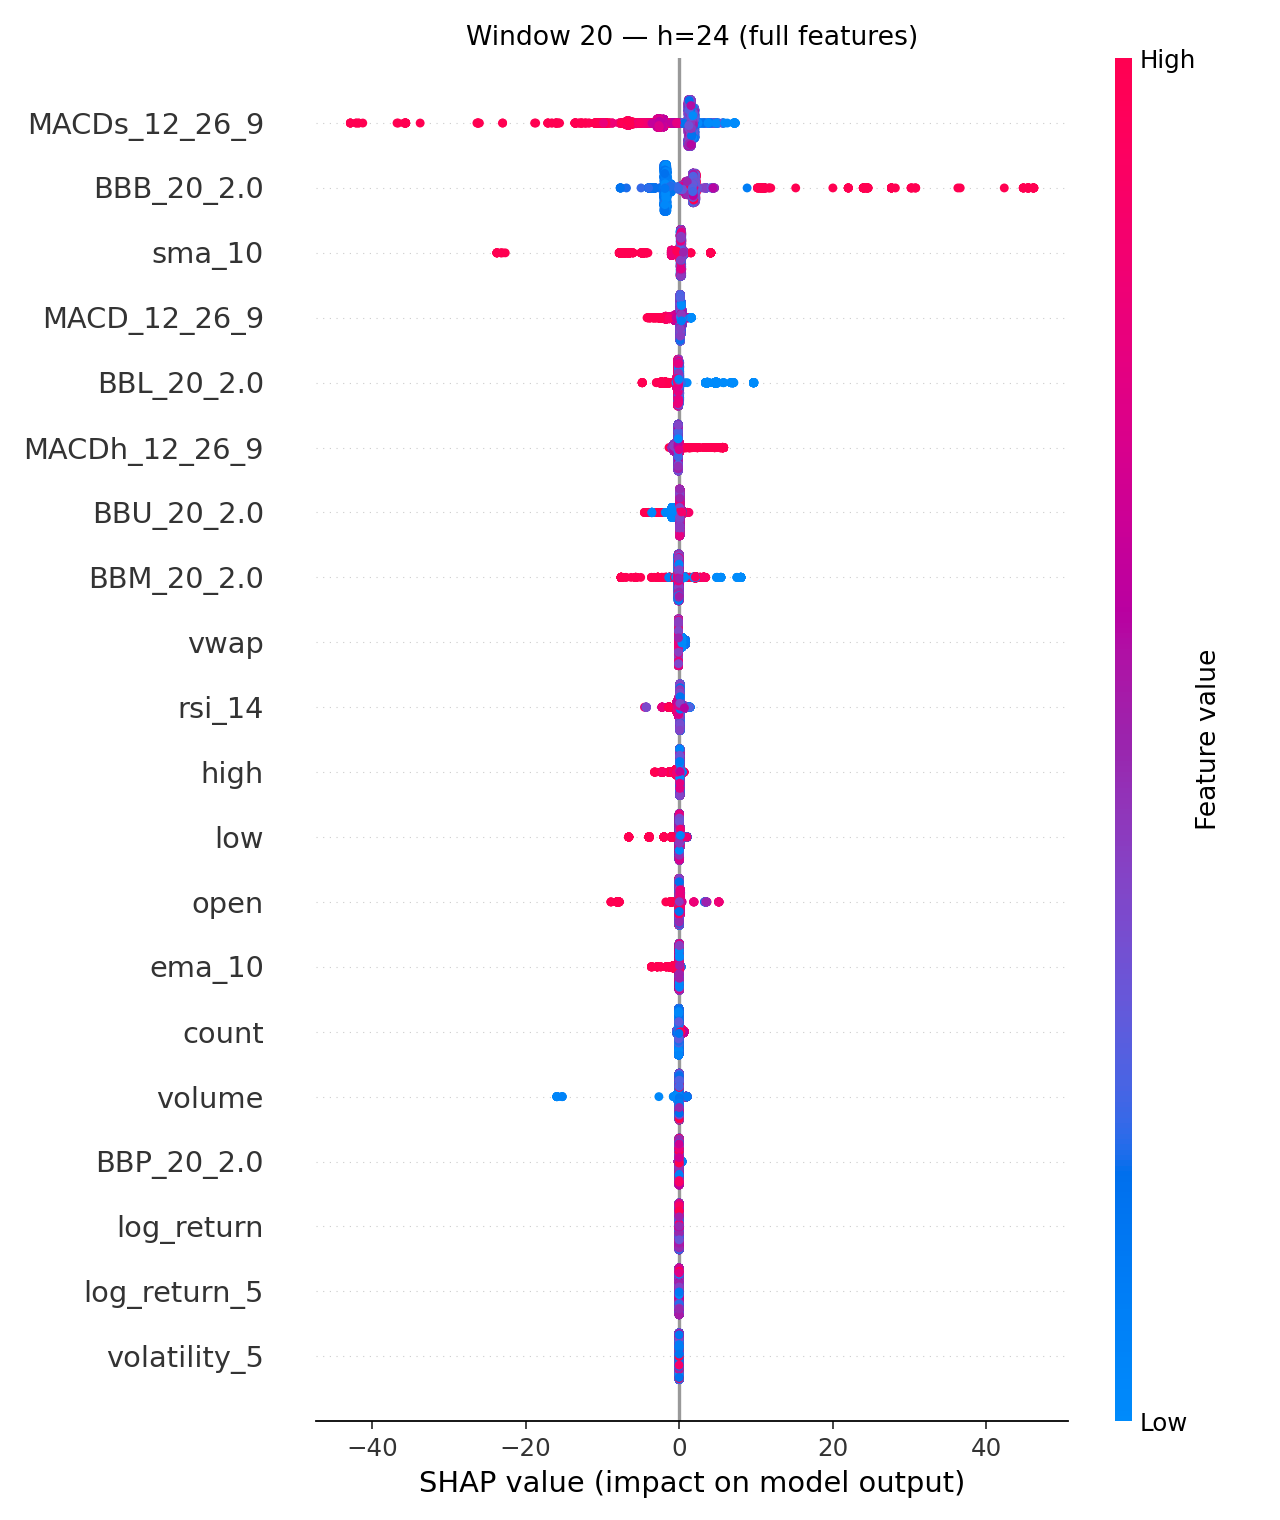 Window 20 — h=24 (full features)
High
MACDs_12_26_9
BBB_20_2.0
sma_10
MACD_12_26_9
BBL_20_2.0
MACDh_12_26_9
BBU_20_2.0
BBM_20_2.0
vwap
rsi_14
high
low
open
ema_10
count
volume
BBP_20_2.0
log_return
log_return_5
volatility_5
Feature value
Low
−40 −20 0 20 40
SHAP value (impact on model output)